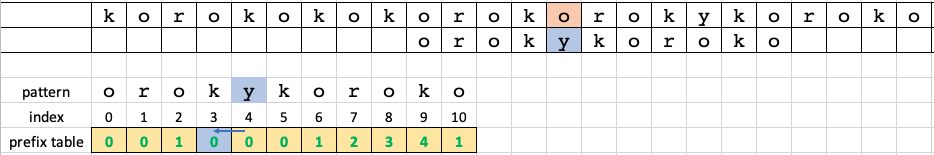 k o r o k o k o k o r o k o r o k y k o r o k o
o r o k y k o r o k o
pattern o r o k y k o r o k o
index 0 1 2 3 4 5 6 7 8 9 10
prefix table 0 0 1 0 0 0 1 2 3 4 1